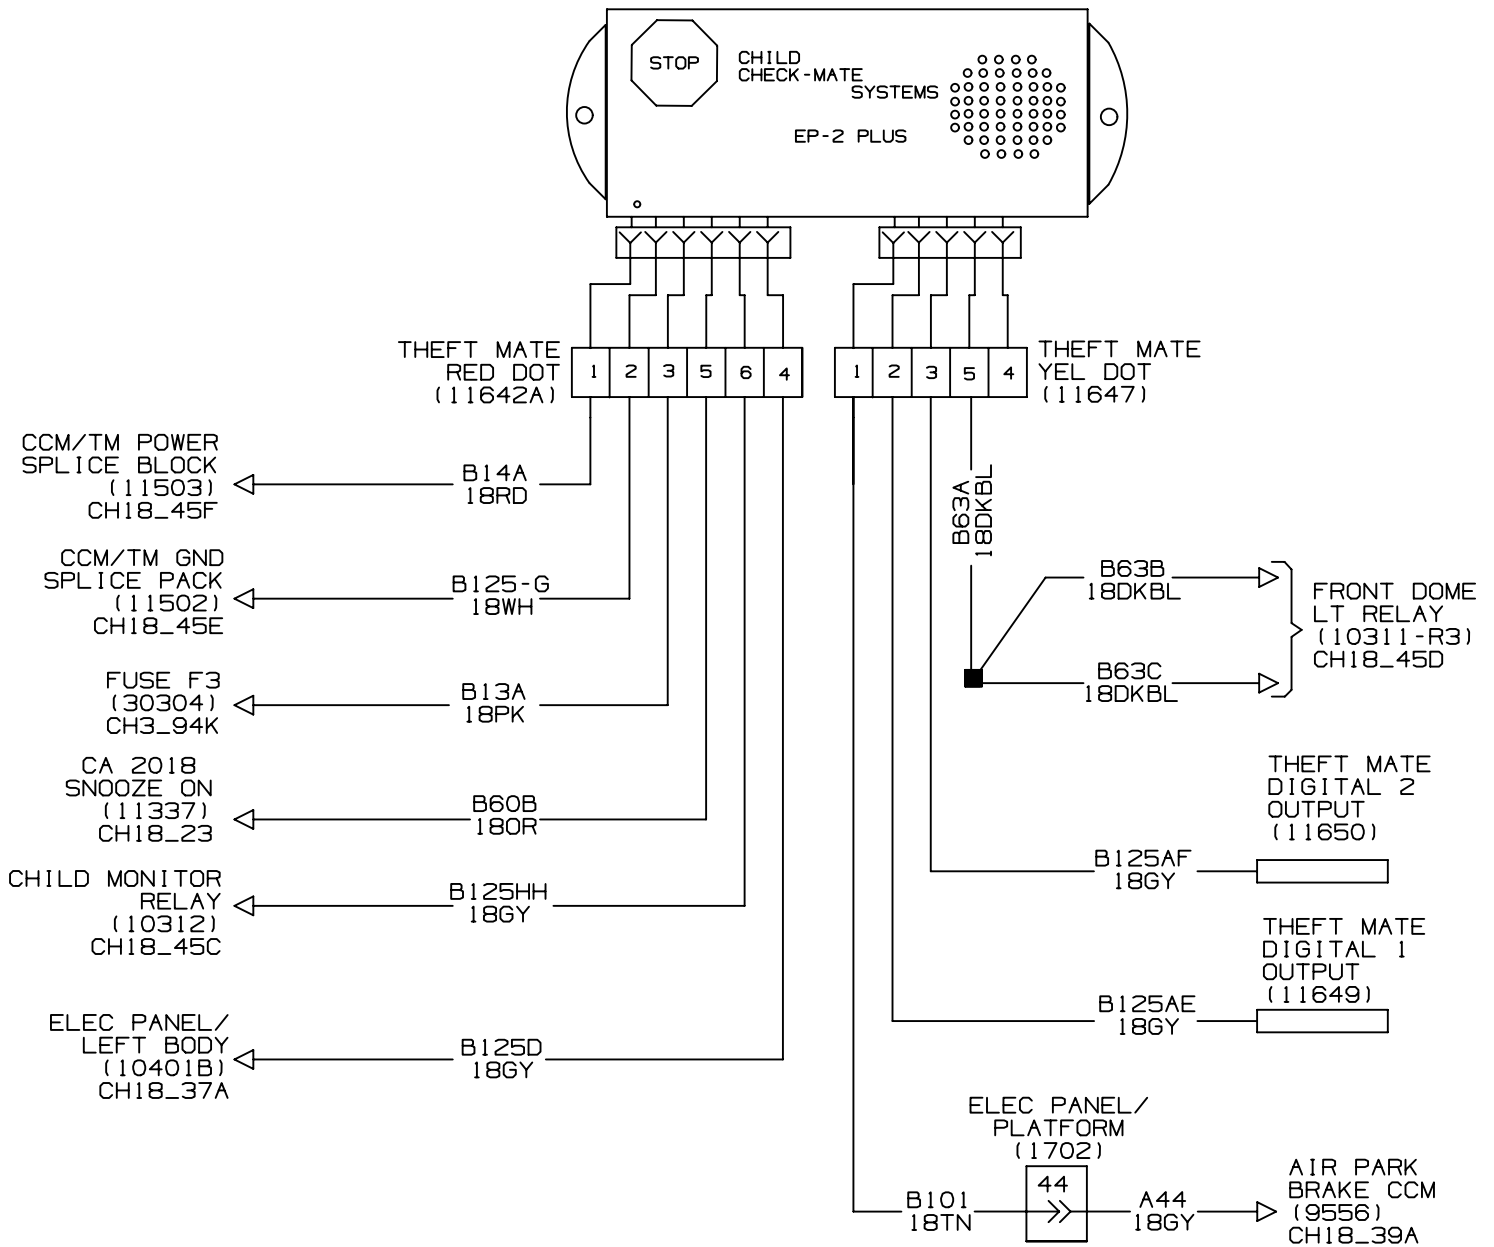 STOP
CHILD
CHECK-MATE
SYSTEMS
EP-2 PLUS
THEFT MATE
RED DOT
(11642A)
1 2 3 5 6 4
1 2 3 5 4
THEFT MATE
YEL DOT
(11647)
CCM/TM POWER
SPLICE BLOCK
(11503)
CH18_45F
B14A
18RD
CCM/TM GND
SPLICE PACK
(11502)
CH18_45E
B125-G
18WH
FUSE F3
(30304)
CH3_94K
B13A
18PK
CA 2018
SNOOZE ON
(11337)
CH18_23
B60B
18OR
CHILD MONITOR
RELAY
(10312)
CH18_45C
B125HH
18GY
ELEC PANEL/
LEFT BODY
(10401B)
CH18_37A
B125D
18GY
B63A
18DKBL
B63B
18DKBL
B63C
18DKBL
FRONT DOME
LT RELAY
(10311-R3)
CH18_45D
THEFT MATE
DIGITAL 2
OUTPUT
(11650)
B125AF
18GY
THEFT MATE
DIGITAL 1
OUTPUT
(11649)
B125AE
18GY
ELEC PANEL/
PLATFORM
(1702)
44
B101
18TN
A44
18GY
AIR PARK
BRAKE CCM
(9556)
CH18_39A